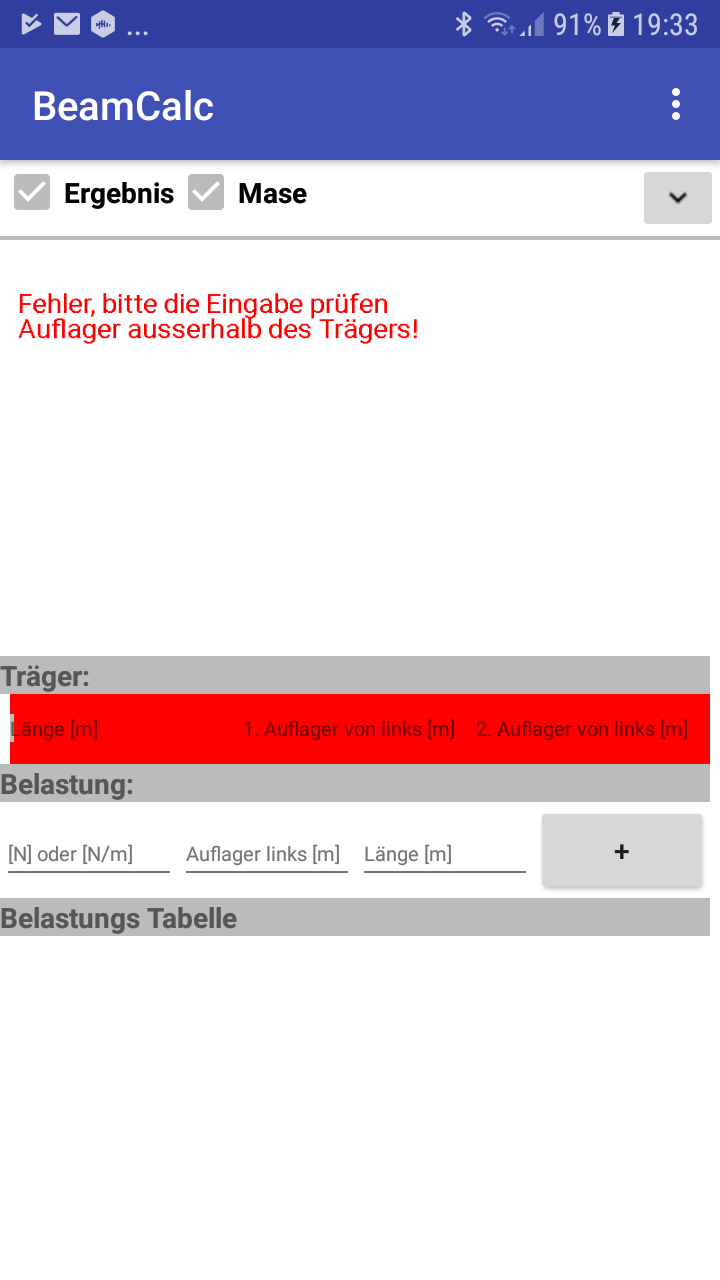 ... 91% 19:33
BeamCalc
Ergebnis Mase
Fehler, bitte die Eingabe prüfen
Auflager ausserhalb des Trägers!
Träger:
Länge [m] 1. Auflager von links [m] 2. Auflager von links [m]
Belastung:
[N] oder [N/m] Auflager links [m] Länge [m] +
Belastungs Tabelle